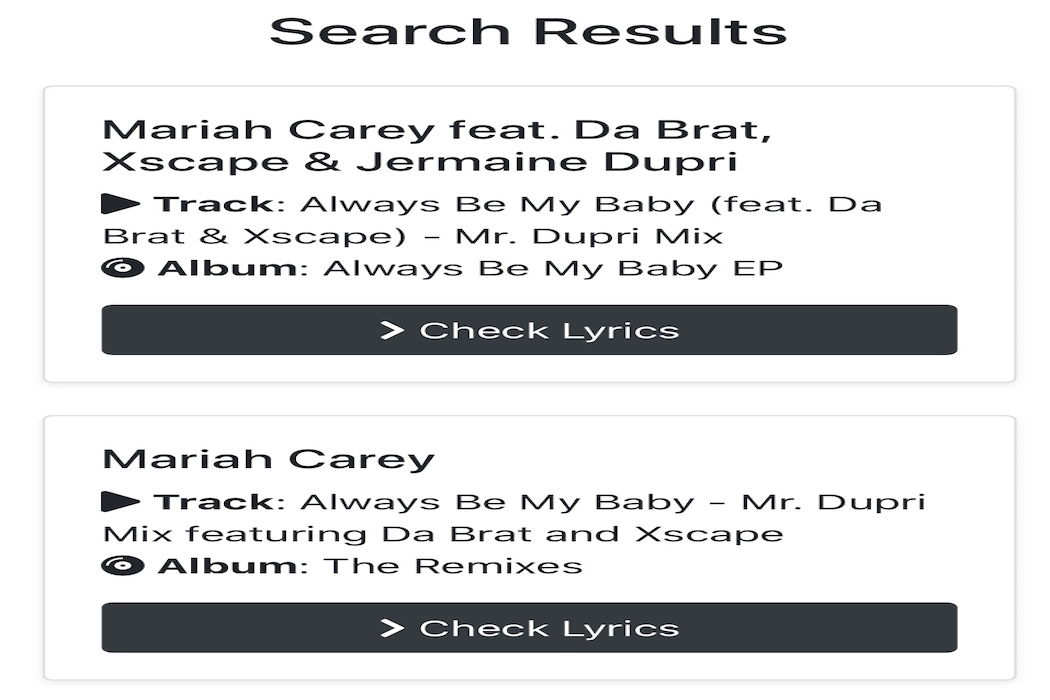 Search Results
Mariah Carey feat. Da Brat,
Xscape & Jermaine Dupri
Track: Always Be My Baby (feat. Da
Brat & Xscape) – Mr. Dupri Mix
Album: Always Be My Baby EP
Check Lyrics
Mariah Carey
Track: Always Be My Baby – Mr. Dupri
Mix featuring Da Brat and Xscape
Album: The Remixes
Check Lyrics